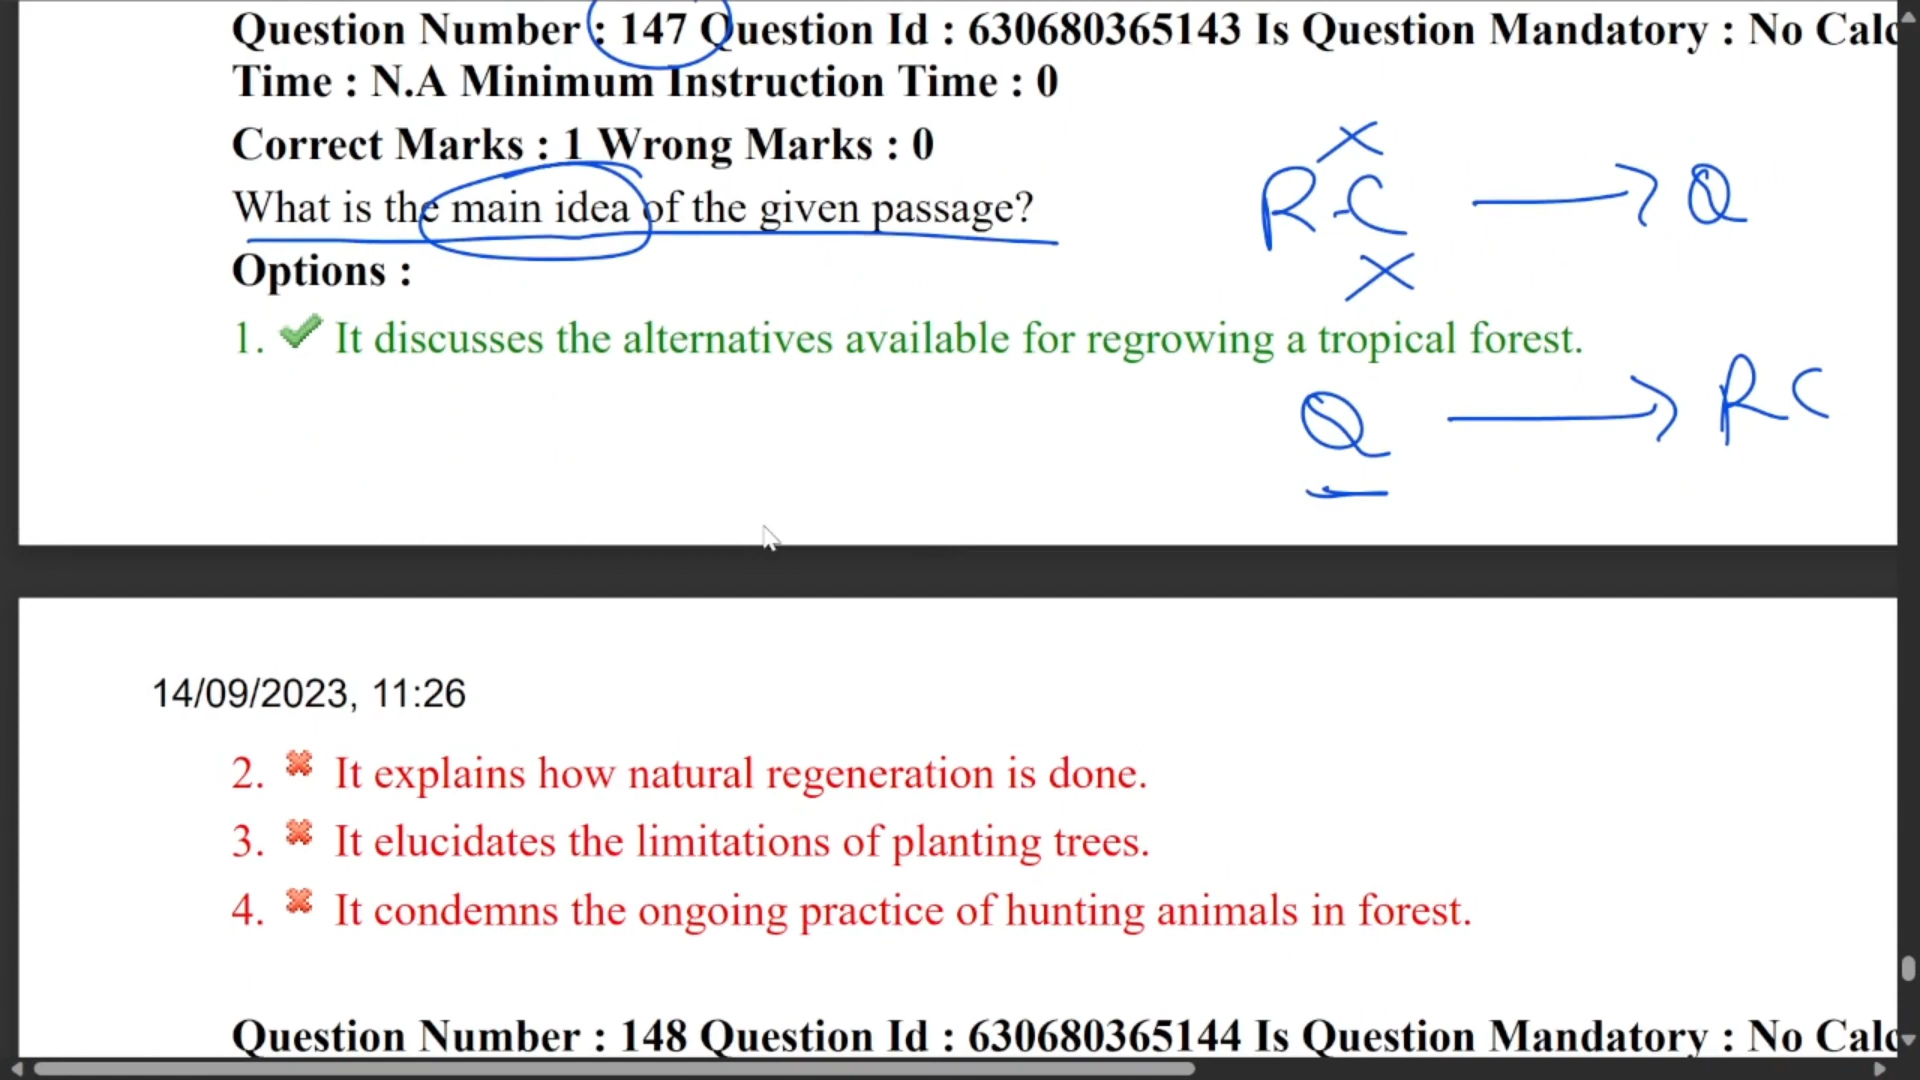 Question Number : 147 Question Id : 630680365143 Is Question Mandatory : No Calc
Time : N.A Minimum Instruction Time : 0
Correct Marks : 1 Wrong Marks : 0
What is the main idea of the given passage?
RC → Q
Options :
1. It discusses the alternatives available for regrowing a tropical forest.
Q → RC
14/09/2023, 11:26
2. It explains how natural regeneration is done.
3. It elucidates the limitations of planting trees.
4. It condemns the ongoing practice of hunting animals in forest.
Question Number : 148 Question Id : 630680365144 Is Question Mandatory : No Calc